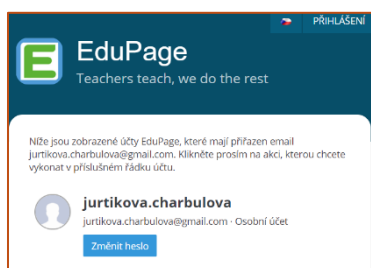 PŘIHLÁŠENÍ
E EduPage
Teachers teach, we do the rest
Níže jsou zobrazené účty EduPage, které mají přiřazen email
jurtikova.charbulova@gmail.com. Klikněte prosím na akci, kterou chcete
vykonat v příslušném řádku účtu.
jurtikova.charbulova
jurtikova.charbulova@gmail.com · Osobní účet
Změnit heslo